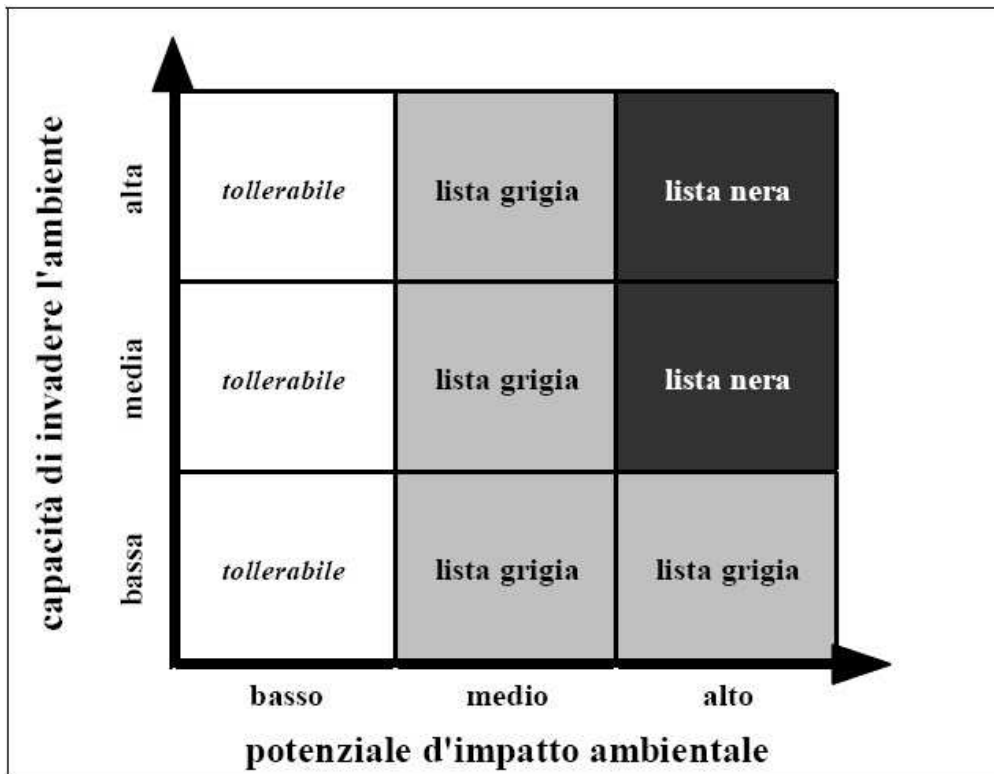 capacità di invadere l'ambiente
alta
tollerabile
lista grigia
lista nera
media
tollerabile
lista grigia
lista nera
bassa
tollerabile
lista grigia
lista grigia
basso
medio
alto
potenziale d'impatto ambientale